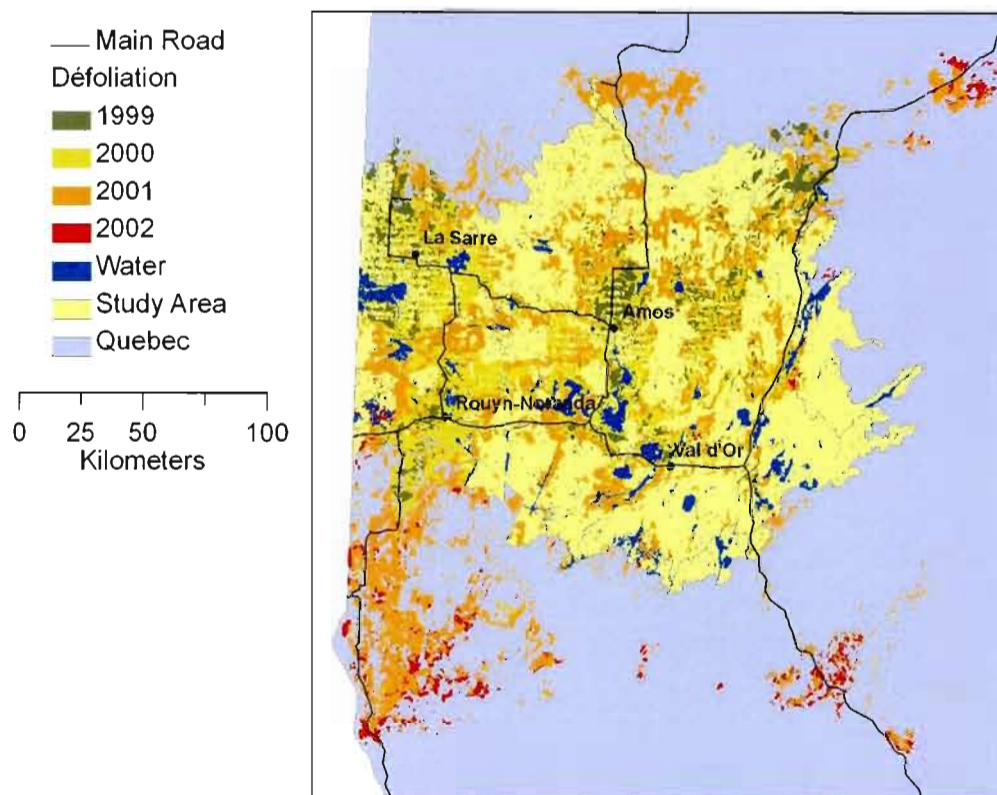 Main Road
Défoliation
1999
2000
2001
2002
Water
Study Area
Quebec
0 25 50 100
Kilometers
La Sarre
Amos
Rouyn-Noranda
Val d'Or